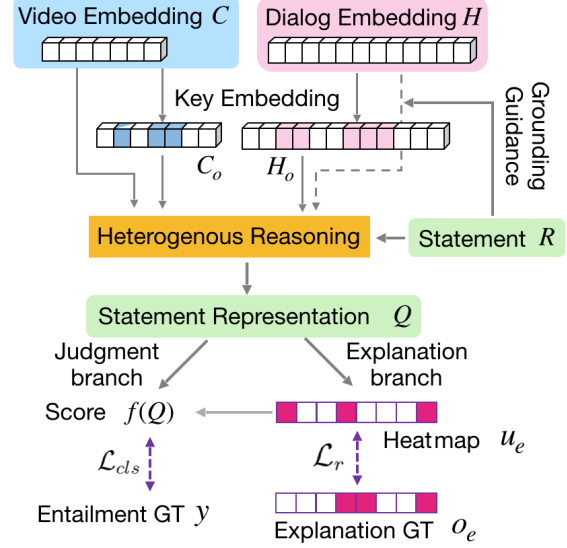 Video Embedding C
Dialog Embedding H
Key Embedding
Grounding
Guidance
C_o
H_o
Heterogenous Reasoning
Statement R
Statement Representation Q
Judgment
branch
Explanation
branch
Score f(Q)
Heatmap u_e
ℒ_cls
ℒ_r
Entailment GT y
Explanation GT o_e